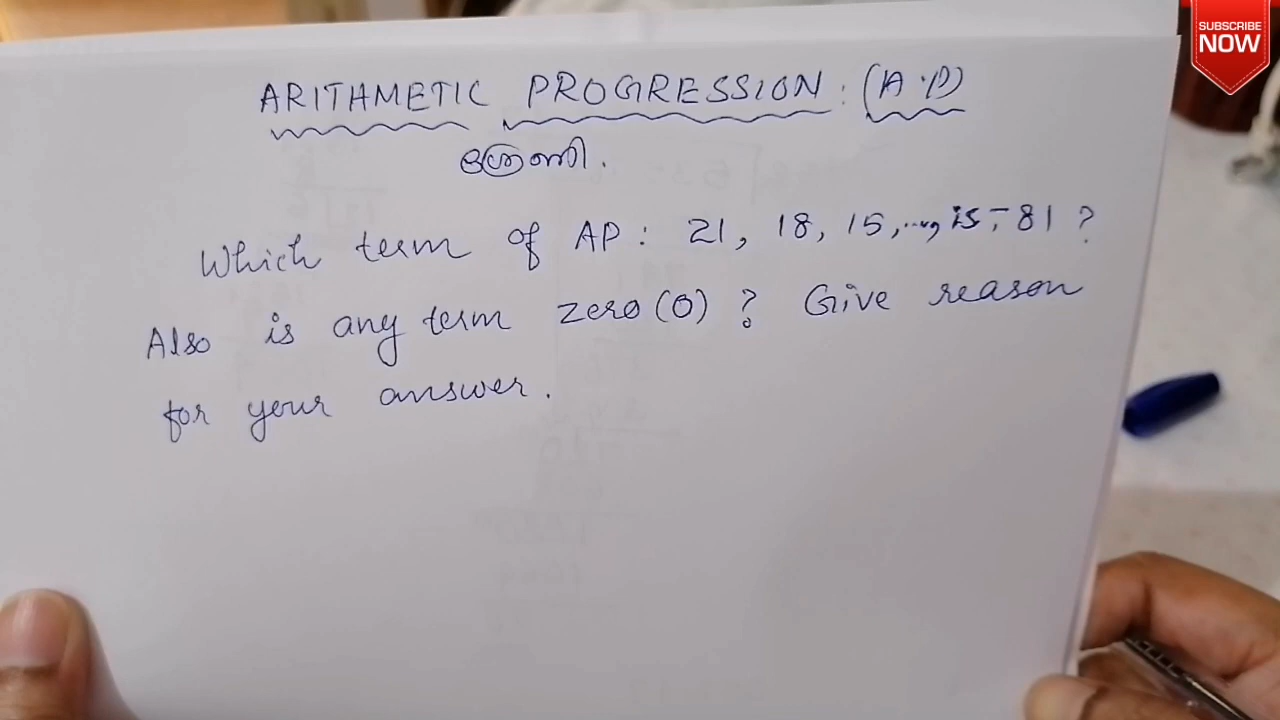 SUBSCRIBE
NOW
ARITHMETIC PROGRESSION : (A.P)
ശ്രേണി.
Which term of AP : 21, 18, 15,..., is -81 ?
Also is any term zero (0) ? Give reason
for your answer.